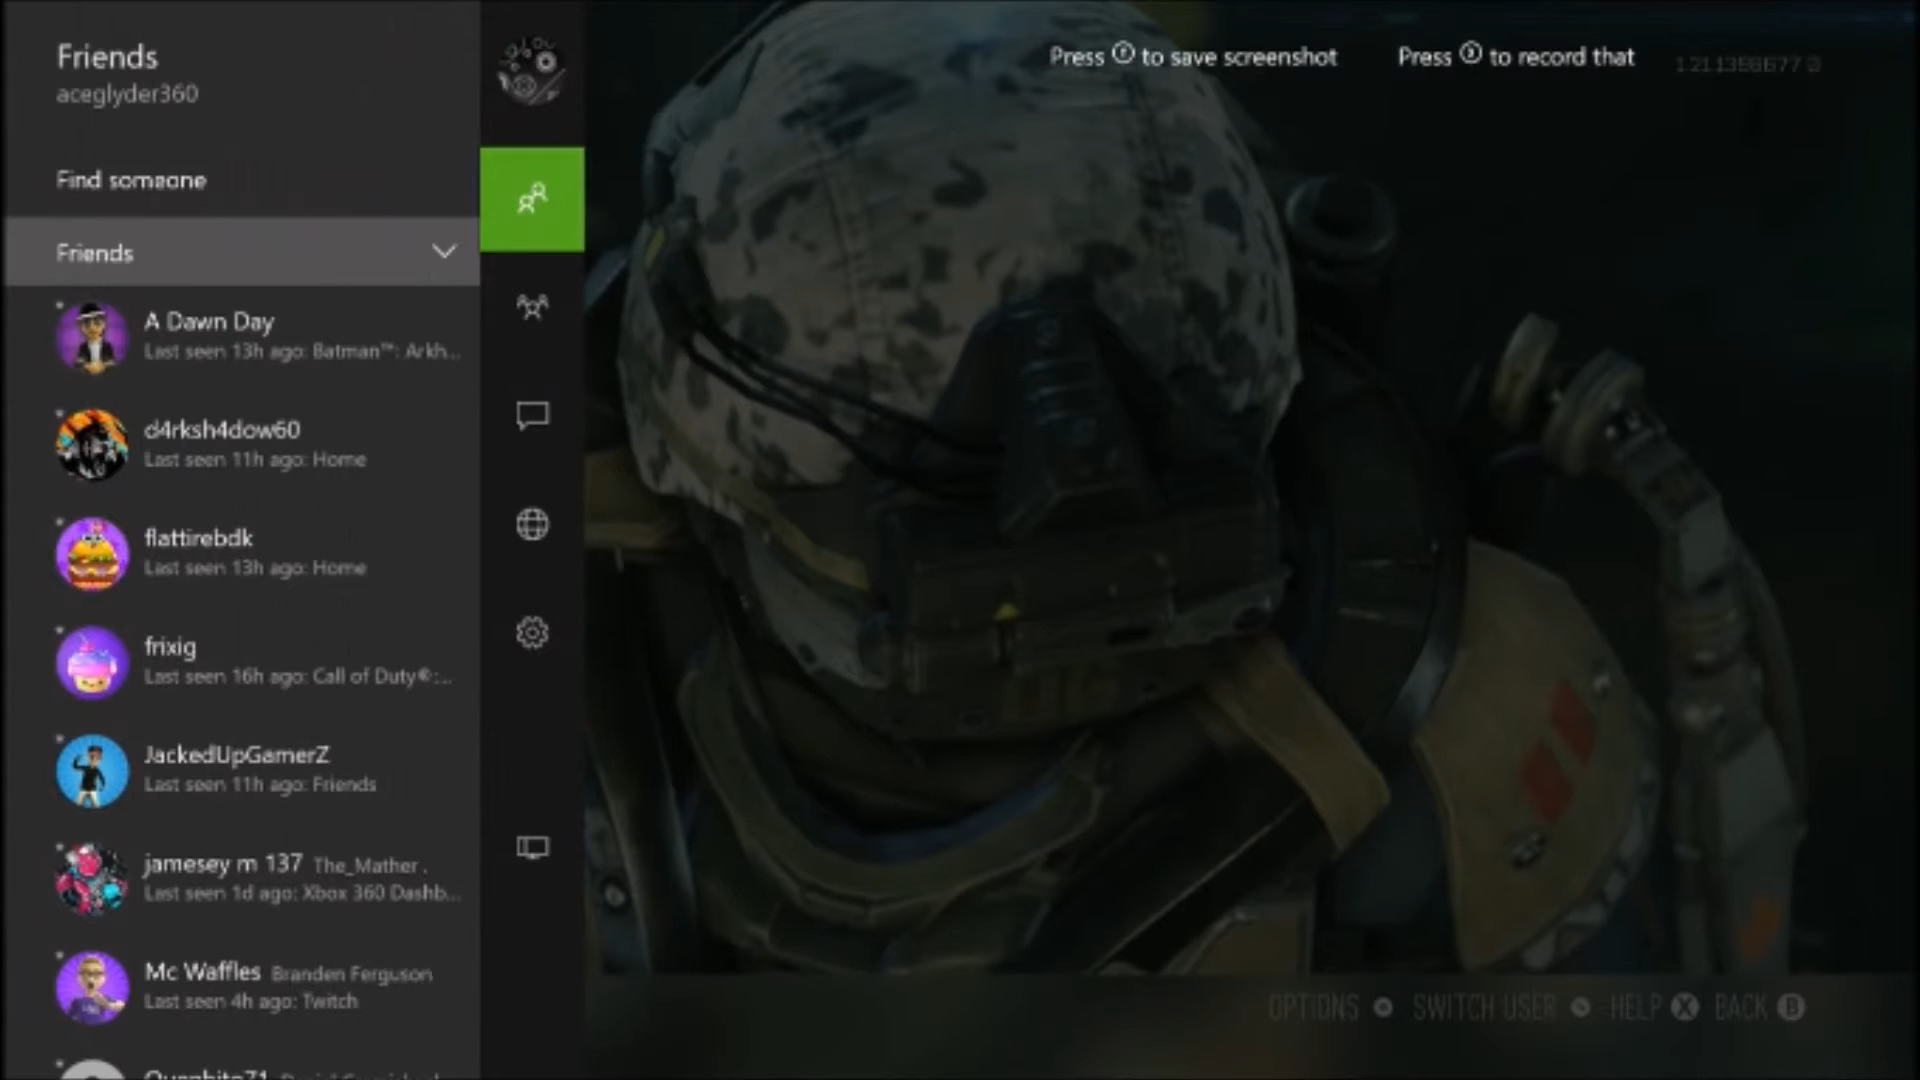 Friends
aceglyder360
Find someone
Friends
A Dawn Day
Last seen 13h ago: Batman™: Arkh...
d4rksh4dow60
Last seen 11h ago: Home
flattirebdk
Last seen 13h ago: Home
frixig
Last seen 16h ago: Call of Duty®:...
JackedUpGamerZ
Last seen 11h ago: Friends
jamesey m 137 The_Mather .
Last seen 1d ago: Xbox 360 Dashb...
Mc Waffles Branden Ferguson
Last seen 4h ago: Twitch
Press Y to save screenshot
Press X to record that
OPTIONS SWITCH USER HELP X BACK B